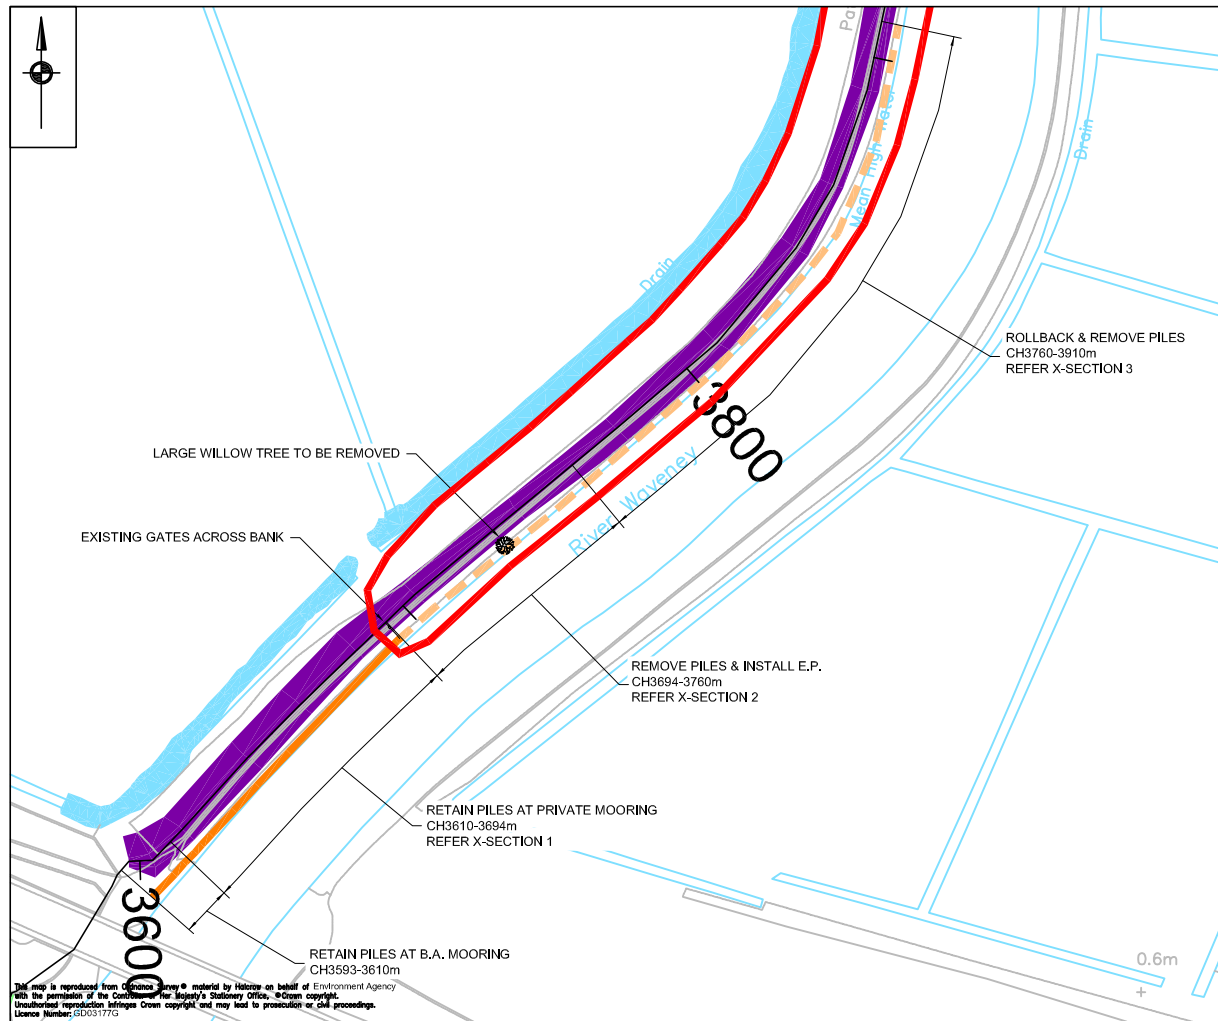 Pa
Mean High Water
Drain
Drain
ROLLBACK & REMOVE PILES
CH3760-3910m
REFER X-SECTION 3
3800
LARGE WILLOW TREE TO BE REMOVED
River Waveney
EXISTING GATES ACROSS BANK
REMOVE PILES & INSTALL E.P.
CH3694-3760m
REFER X-SECTION 2
RETAIN PILES AT PRIVATE MOORING
CH3610-3694m
REFER X-SECTION 1
3600
RETAIN PILES AT B.A. MOORING
CH3593-3610m
0.6m
This map is reproduced from Ordnance Survey ® material by Halcrow on behalf of Environment Agency
with the permission of the Controller of Her Majesty's Stationery Office, ©Crown copyright.
Unauthorised reproduction infringes Crown copyright and may lead to prosecution or civil proceedings.
Licence Number: GD03177G